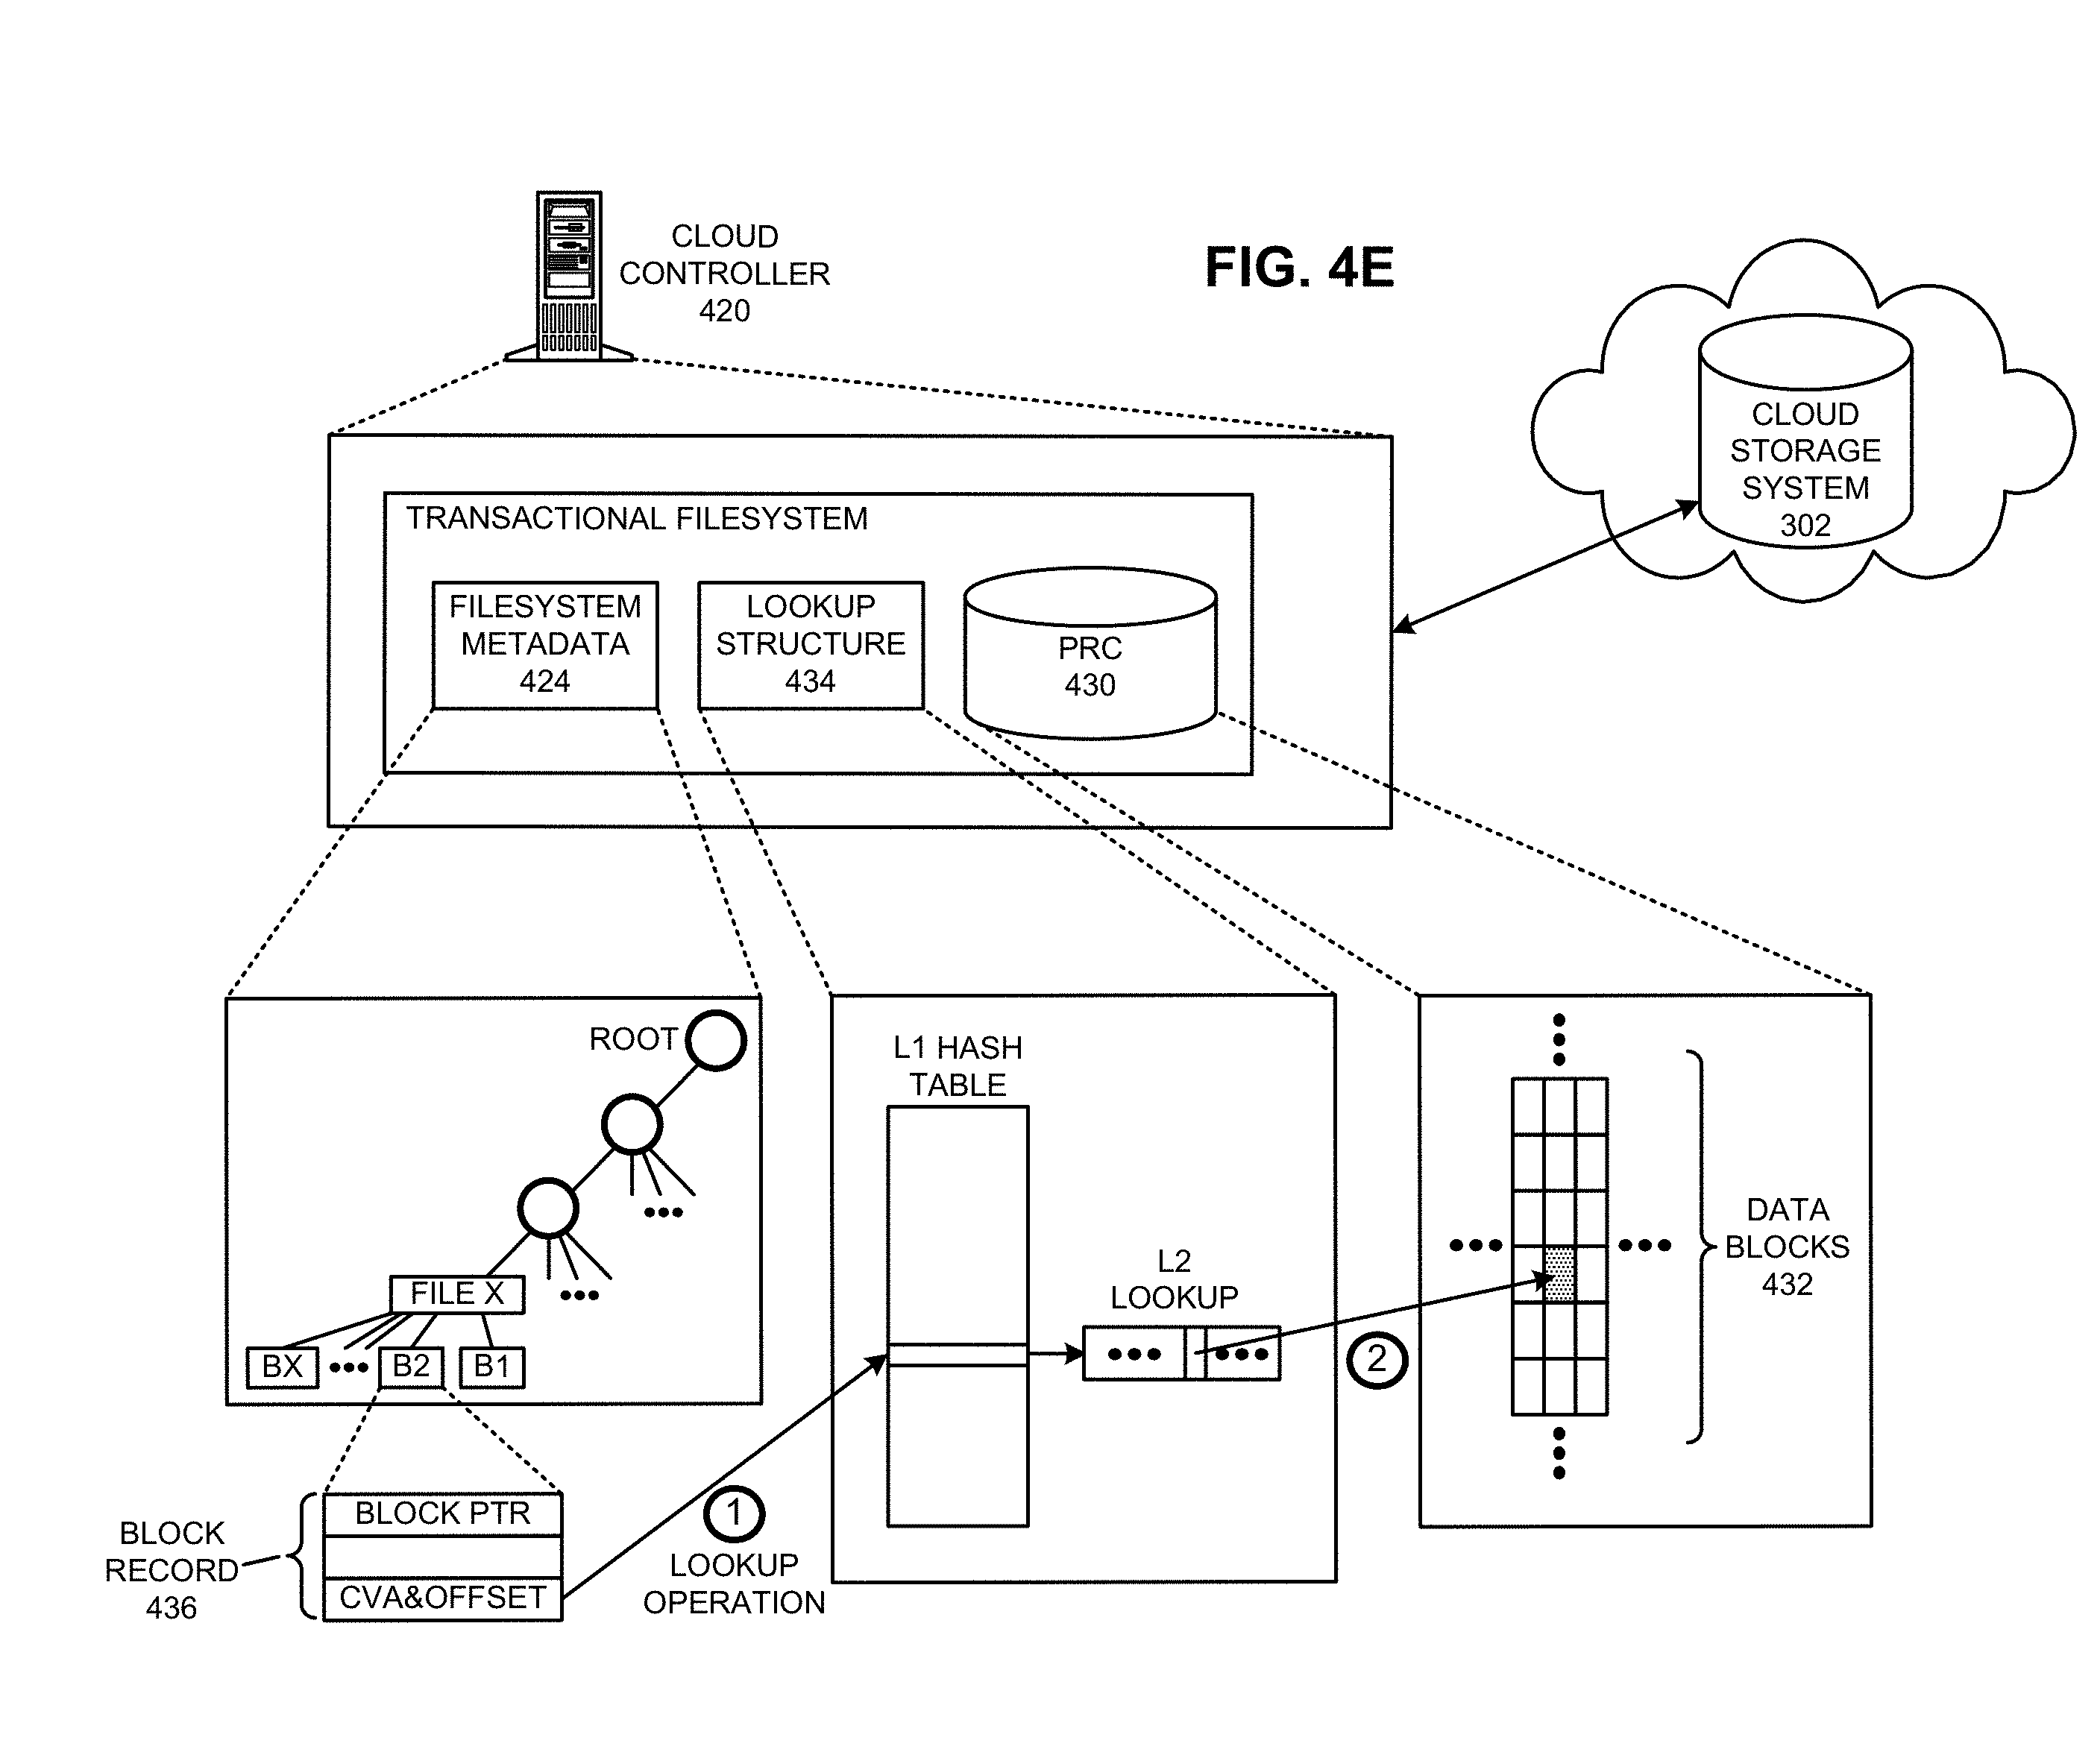 CLOUD
CONTROLLER
420
FIG. 4E
CLOUD
STORAGE
SYSTEM
302
TRANSACTIONAL FILESYSTEM
FILESYSTEM
METADATA
424
LOOKUP
STRUCTURE
434
PRC
430
ROOT
FILE X
BX
B2
B1
L1 HASH
TABLE
L2
LOOKUP
2
DATA
BLOCKS
432
BLOCK
RECORD
436
BLOCK PTR
CVA&OFFSET
1
LOOKUP
OPERATION